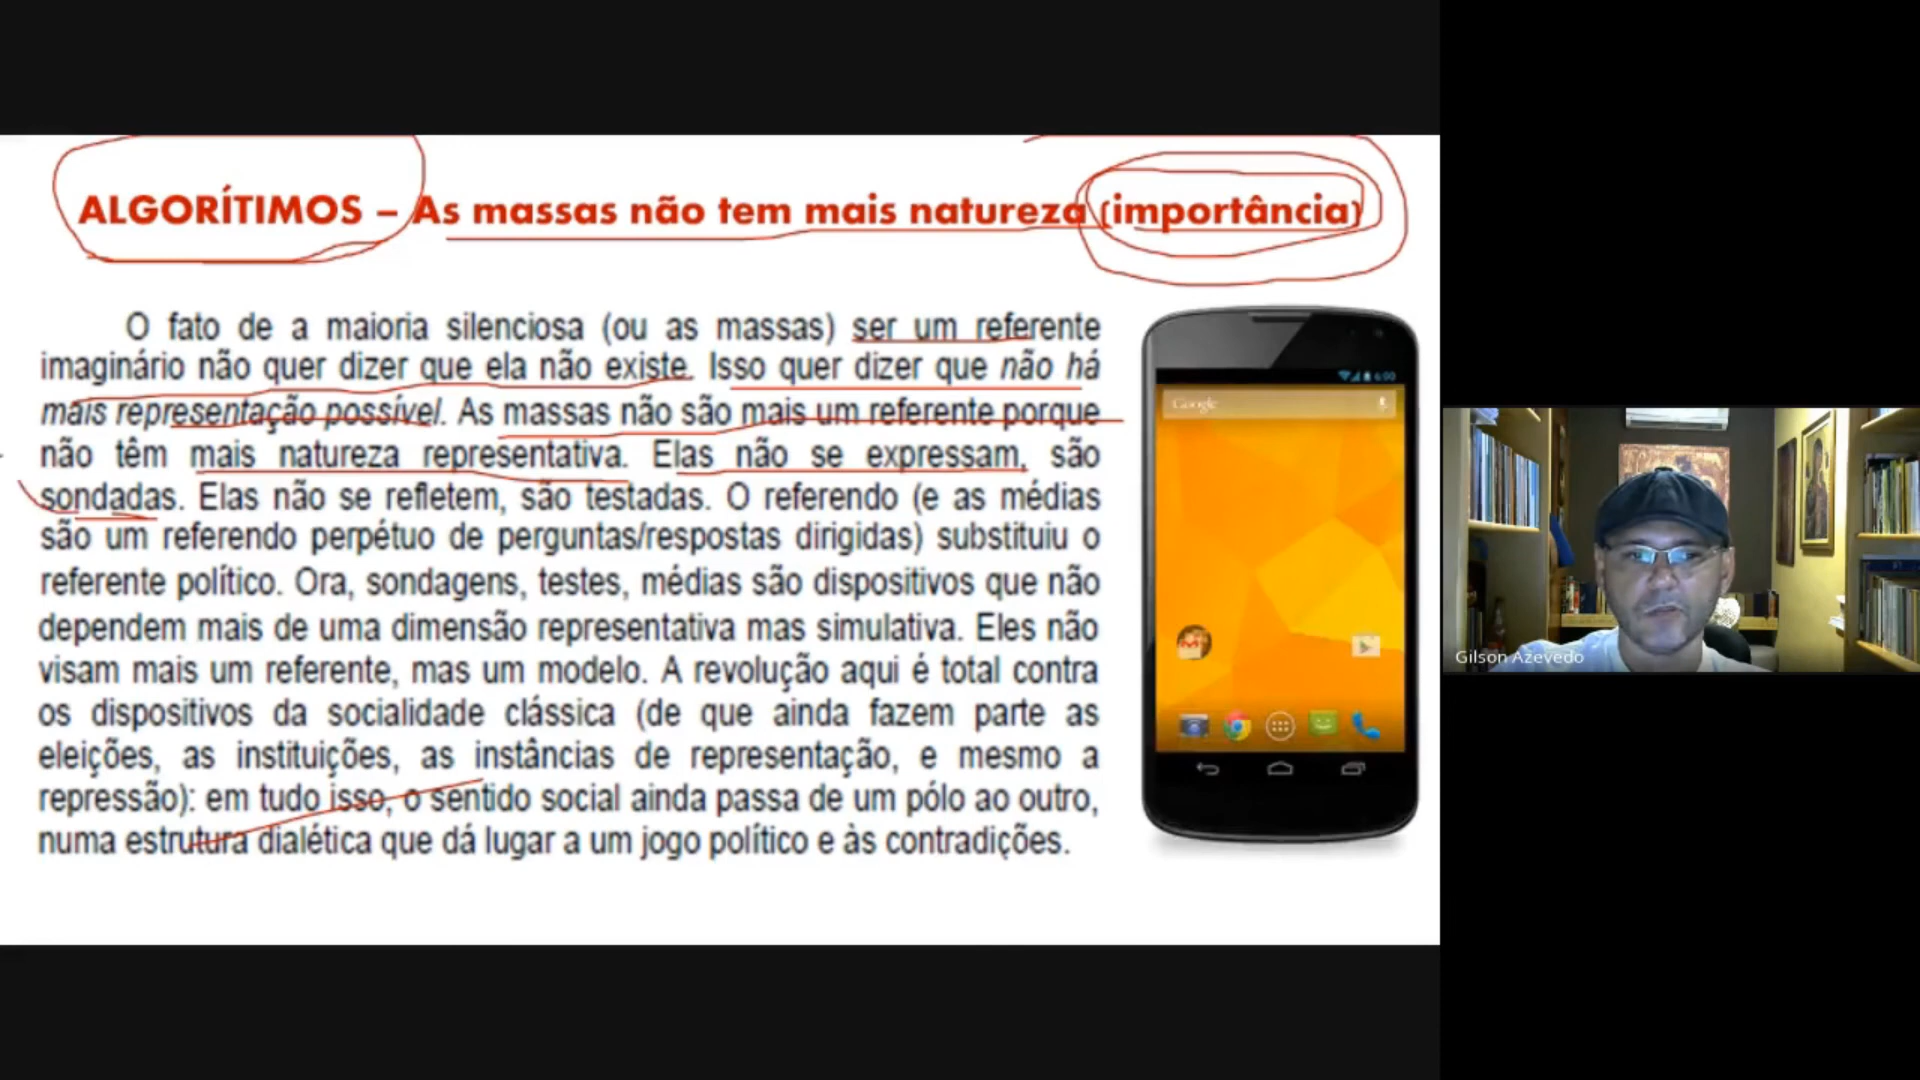 ALGORÍTIMOS – As massas não tem mais natureza (importância)
O fato de a maioria silenciosa (ou as massas) ser um referente
imaginário não quer dizer que ela não existe. Isso quer dizer que não há
mais representação possível. As massas não são mais um referente porque
não têm mais natureza representativa. Elas não se expressam, são
sondadas. Elas não se refletem, são testadas. O referendo (e as médias
são um referendo perpétuo de perguntas/respostas dirigidas) substituiu o
referente político. Ora, sondagens, testes, médias são dispositivos que não
dependem mais de uma dimensão representativa mas simulativa. Eles não
visam mais um referente, mas um modelo. A revolução aqui é total contra
os dispositivos da socialidade clássica (de que ainda fazem parte as
eleições, as instituições, as instâncias de representação, e mesmo a
repressão): em tudo isso, o sentido social ainda passa de um pólo ao outro,
numa estrutura dialética que dá lugar a um jogo político e às contradições.
6:00
Google
Gilson Azevedo